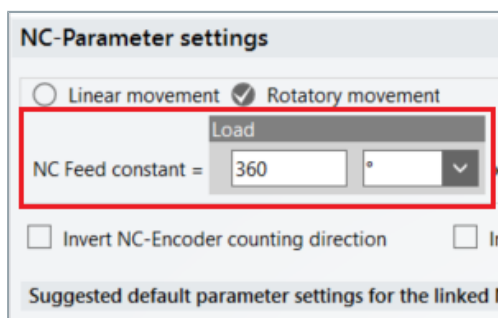 NC-Parameter settings
Linear movement Rotatory movement
Load
NC Feed constant = 360 °
Invert NC-Encoder counting direction
Suggested default parameter settings for the linked